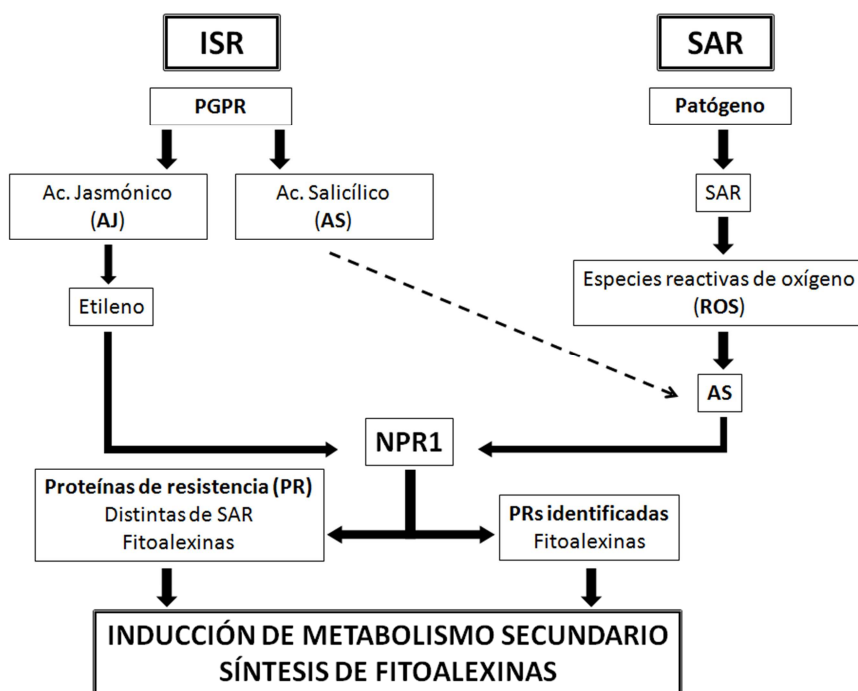 ISR
SAR
PGPR
Patógeno
Ac. Jasmónico
(AJ)
Ac. Salicílico
(AS)
SAR
Etileno
Especies reactivas de oxígeno
(ROS)
AS
NPR1
Proteínas de resistencia (PR)
Distintas de SAR
Fitoalexinas
PRs identificadas
Fitoalexinas
INDUCCIÓN DE METABOLISMO SECUNDARIO
SÍNTESIS DE FITOALEXINAS